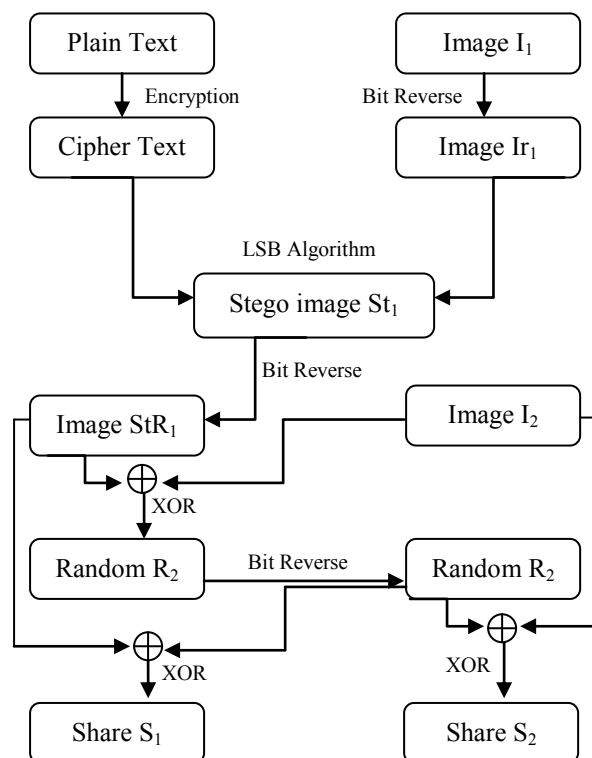 Plain Text
Image I₁
Encryption
Bit Reverse
Cipher Text
Image Ir₁
LSB Algorithm
Stego image St₁
Bit Reverse
Image StR₁
Image I₂
XOR
Random R₂
Bit Reverse
Random R₂
XOR
XOR
Share S₁
Share S₂